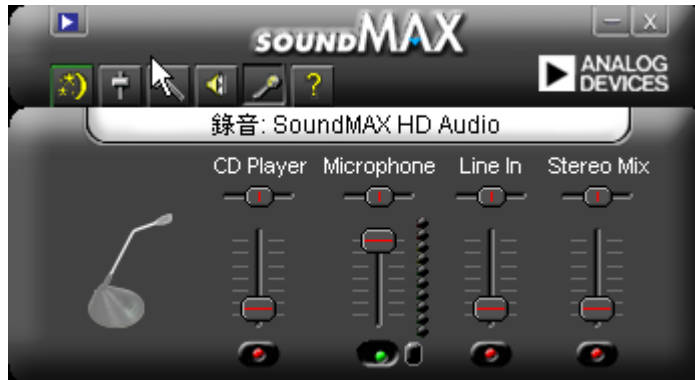 SOUNDMAX
ANALOG
DEVICES
?
錄音: SoundMAX HD Audio
CD Player Microphone Line In Stereo Mix